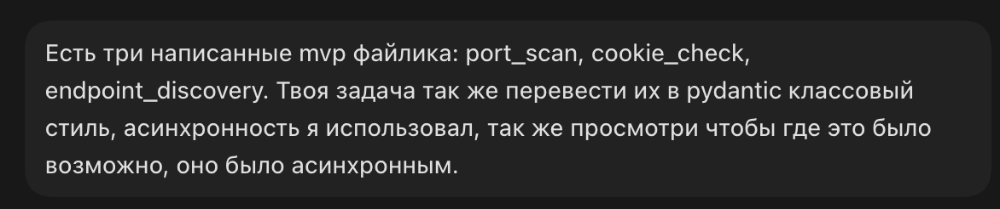 Есть три написанные mvp файлика: port_scan, cookie_check,
endpoint_discovery. Твоя задача так же перевести их в pydantic классовый
стиль, асинхронность я использовал, так же просмотри чтобы где это было
возможно, оно было асинхронным.